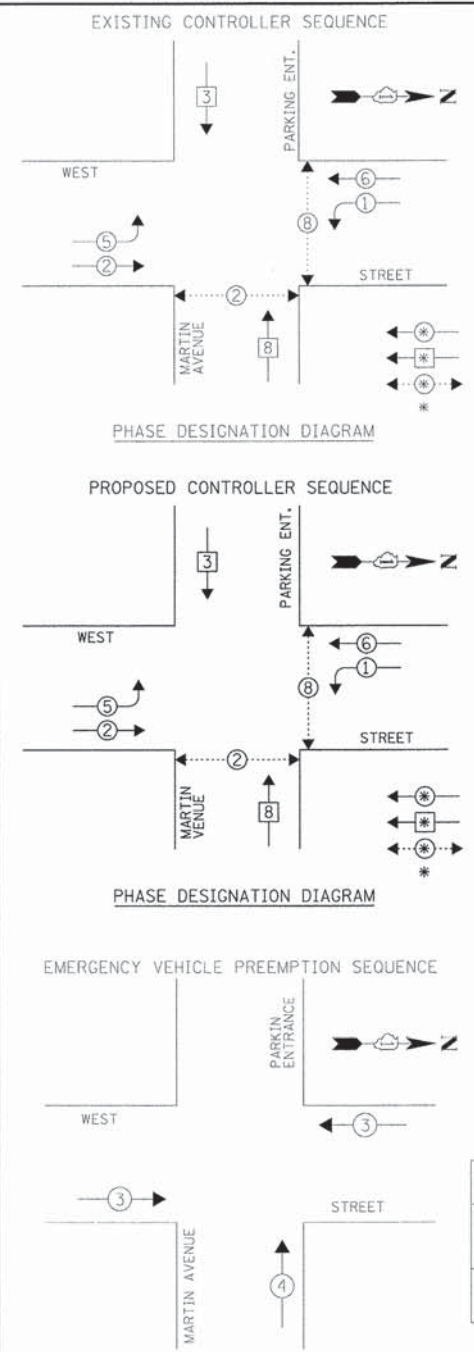 EXISTING CONTROLLER SEQUENCE
3
PARKING ENT.
N
WEST
6
1
5
8
2
STREET
2
MARTIN
AVENUE
8
*
*
*
*
PHASE DESIGNATION DIAGRAM
PROPOSED CONTROLLER SEQUENCE
3
PARKING ENT.
N
WEST
6
1
5
8
2
STREET
2
MARTIN
VENUE
8
*
*
*
*
PHASE DESIGNATION DIAGRAM
EMERGENCY VEHICLE PREEMPTION SEQUENCE
PARKIN
ENTRANCE
N
WEST
3
3
STREET
MARTIN AVENUE
4